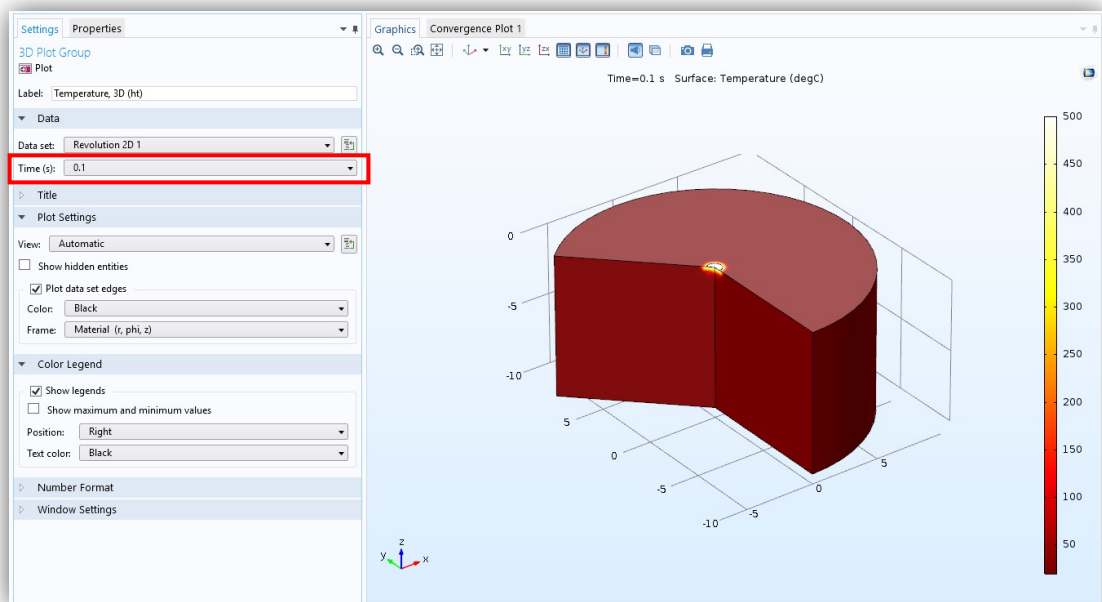 Settings Properties
3D Plot Group
Plot
Label: Temperature, 3D (ht)
Data
Data set: Revolution 2D 1
Time (s): 0.1
Title
Plot Settings
View: Automatic
Show hidden entities
Plot data set edges
Color: Black
Frame: Material (r, phi, z)
Color Legend
Show legends
Show maximum and minimum values
Position: Right
Text color: Black
Number Format
Window Settings
Graphics Convergence Plot 1
xy yz zx
Time=0.1 s Surface: Temperature (degC)
500
450
400
350
300
250
200
150
100
50
0
-5
-10
5
0
-5
-10
-5
0
5
z
y x